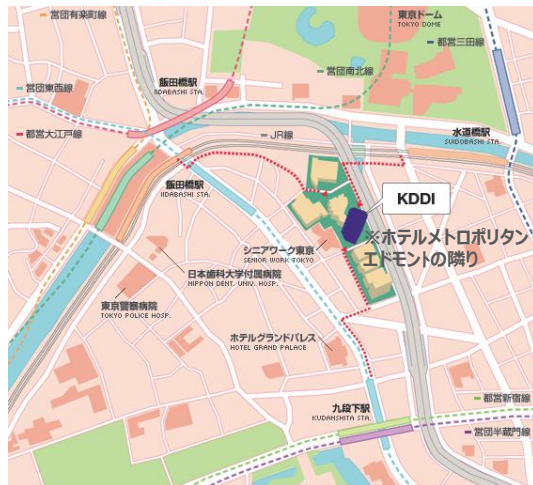 営団有楽町線
東京ドーム
TOKYO DOME
都営三田線
飯田橋駅
IIDABASHI STA.
営団南北線
営団東西線
都営大江戸線
JR線
水道橋駅
SUIDOBASHI STA.
飯田橋駅
IIDABASHI STA.
KDDI
※ホテルメトロポリタン
エドモントの隣り
シニアワーク東京
SENIOR WORK TOKYO
日本歯科大学付属病院
NIPPON DENT. UNIV. HOSP.
東京警察病院
TOKYO POLICE HOSP.
ホテルグランドパレス
HOTEL GRAND PALACE
九段下駅
KUDANSHITA STA.
都営新宿線
営団半蔵門線